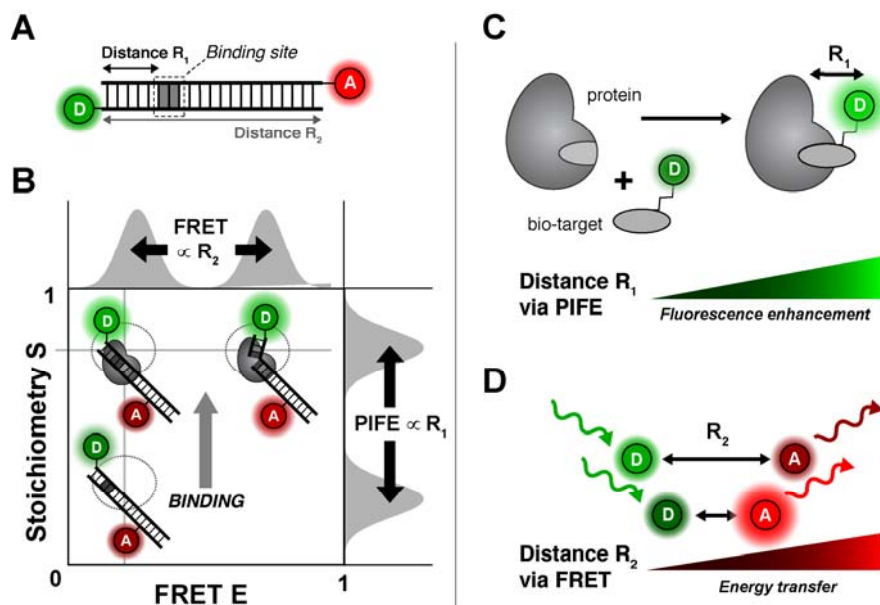 A
Distance R₁
Binding site
D
A
Distance R₂
B
FRET
∝ R₂
1
D
D
A
A
PIFE ∝ R₁
D
BINDING
A
Stoichiometry S
0
FRET E
1
C
R₁
D
protein
+
D
bio-target
Distance R₁
via PIFE
Fluorescence enhancement
D
R₂
D
A
D
A
Distance R₂
via FRET
Energy transfer